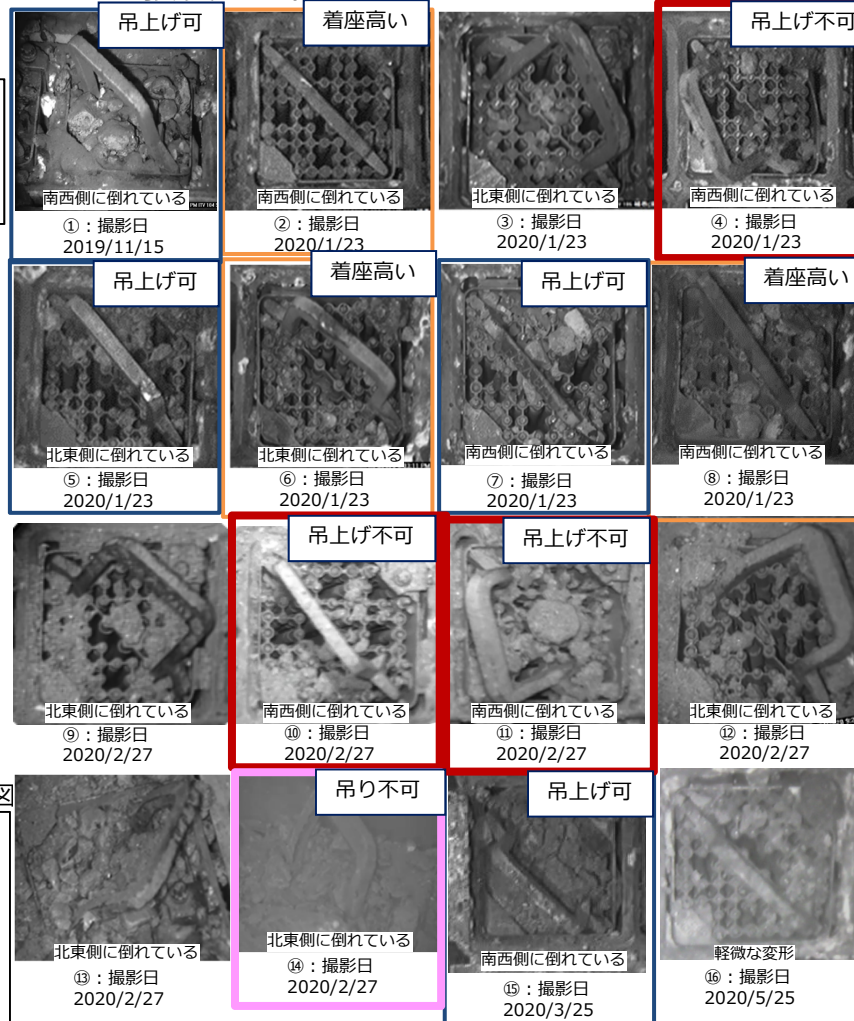 吊上げ可
着座高い
吊上げ不可
南西側に倒れている
南西側に倒れている
北東側に倒れている
南西側に倒れている
①：撮影日
2019/11/15
②：撮影日
2020/1/23
③：撮影日
2020/1/23
④：撮影日
2020/1/23
吊上げ可
着座高い
吊上げ可
着座高い
北東側に倒れている
北東側に倒れている
南西側に倒れている
南西側に倒れている
⑤：撮影日
2020/1/23
⑥：撮影日
2020/1/23
⑦：撮影日
2020/1/23
⑧：撮影日
2020/1/23
吊上げ不可
吊上げ不可
北東側に倒れている
南西側に倒れている
南西側に倒れている
北東側に倒れている
⑨：撮影日
2020/2/27
⑩：撮影日
2020/2/27
⑪：撮影日
2020/2/27
⑫：撮影日
2020/2/27
図
吊り不可
吊上げ可
北東側に倒れている
北東側に倒れている
南西側に倒れている
軽微な変形
⑬：撮影日
2020/2/27
⑭：撮影日
2020/2/27
⑮：撮影日
2020/3/25
⑯：撮影日
2020/5/25